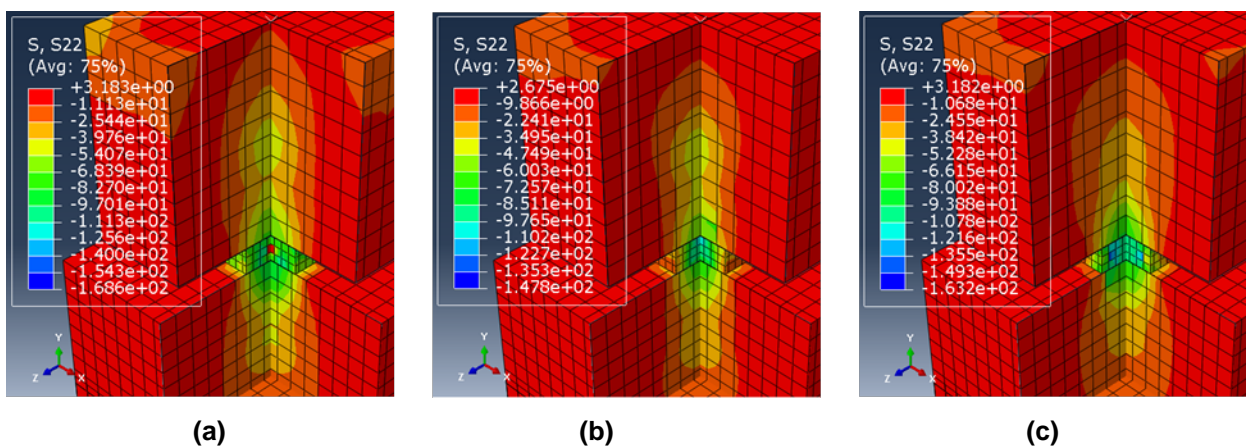 S, S22
(Avg: 75%)
+3.183e+00
-1.113e+01
-2.544e+01
-3.976e+01
-5.407e+01
-6.839e+01
-8.270e+01
-9.701e+01
-1.113e+02
-1.256e+02
-1.400e+02
-1.543e+02
-1.686e+02
Y
Z
X
S, S22
(Avg: 75%)
+2.675e+00
-9.866e+00
-2.241e+01
-3.495e+01
-4.749e+01
-6.003e+01
-7.257e+01
-8.511e+01
-9.765e+01
-1.102e+02
-1.227e+02
-1.353e+02
-1.478e+02
Y
Z
X
S, S22
(Avg: 75%)
+3.182e+00
-1.068e+01
-2.455e+01
-3.842e+01
-5.228e+01
-6.615e+01
-8.002e+01
-9.388e+01
-1.078e+02
-1.216e+02
-1.355e+02
-1.493e+02
-1.632e+02
Y
Z
X
(a)
(b)
(c)